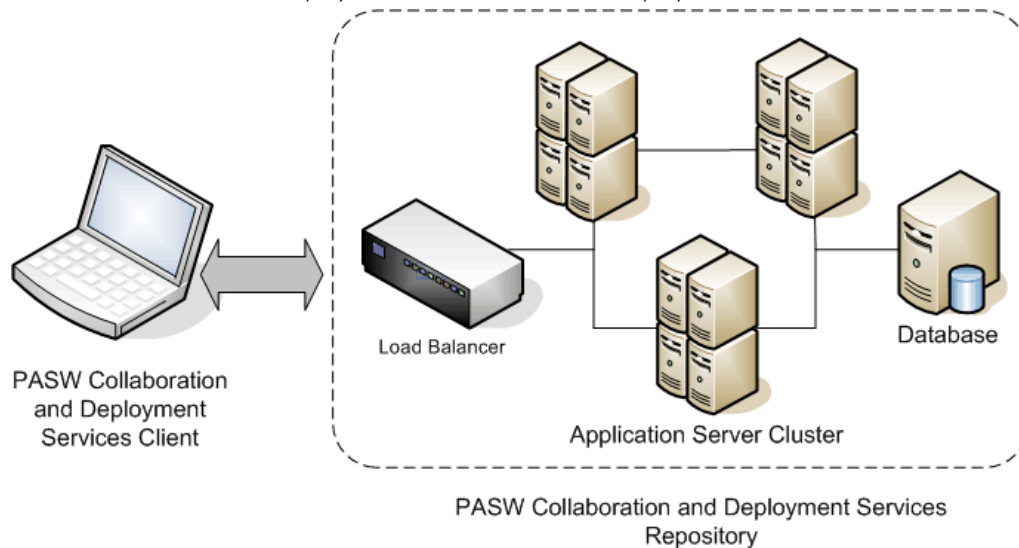 Load Balancer
Database
PASW Collaboration
and Deployment
Services Client
Application Server Cluster
PASW Collaboration and Deployment Services
Repository